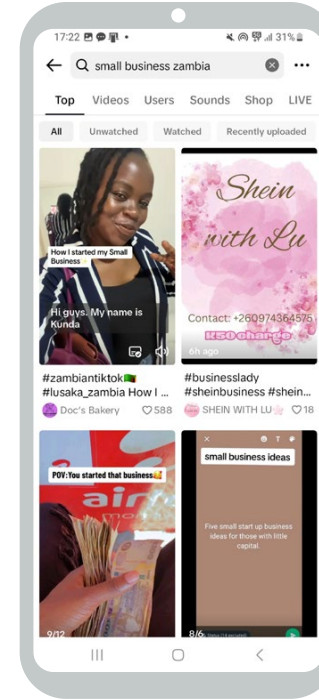 17:22
31%
small business zambia
Top Videos Users Sounds Shop LIVE
All Unwatched Watched Recently uploaded
How I started my Small
Business
Hi guys. My name is
Kunda
#zambiantiktok
#lusaka_zambia How I ...
Doc's Bakery 588
Shein
with Lu
Contact: +260974364575
K50 charge
6h ago
#businesslady
#sheinbusiness #shein...
SHEIN WITH LU 18
POV:You started that business
air
mo
9/12
small business ideas
Five small start up business
ideas for those with little
capital.
8/6